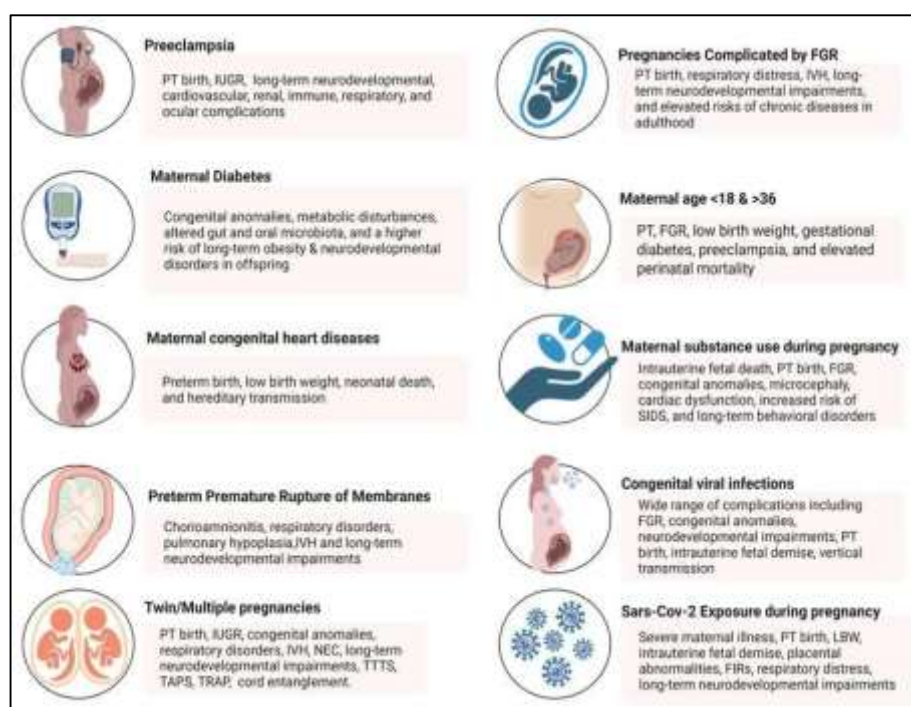 Preeclampsia
PT birth, IUGR, long-term neurodevelopmental,
cardiovascular, renal, immune, respiratory, and
ocular complications
Maternal Diabetes
Congenital anomalies, metabolic disturbances,
altered gut and oral microbiota, and a higher
risk of long-term obesity & neurodevelopmental
disorders in offspring
Maternal congenital heart diseases
Preterm birth, low birth weight, neonatal death,
and hereditary transmission
Preterm Premature Rupture of Membranes
Chorioamnionitis, respiratory disorders,
pulmonary hypoplasia,IVH and long-term
neurodevelopmental impairments
Twin/Multiple pregnancies
PT birth, IUGR, congenital anomalies,
respiratory disorders, IVH, NEC, long-term
neurodevelopmental impairments, TTTS,
TAPS, TRAP, cord entanglement.
Pregnancies Complicated by FGR
PT birth, respiratory distress, IVH, long-
term neurodevelopmental impairments,
and elevated risks of chronic diseases in
adulthood
Maternal age <18 & >36
PT, FGR, low birth weight, gestational
diabetes, preeclampsia, and elevated
perinatal mortality
Maternal substance use during pregnancy
Intrauterine fetal death, PT birth, FGR,
congenital anomalies, microcephaly,
cardiac dysfunction, increased risk of
SIDS, and long-term behavioral disorders
Congenital viral infections
Wide range of complications including
FGR, congenital anomalies,
neurodevelopmental impairments, PT
birth, intrauterine fetal demise, vertical
transmission
Sars-Cov-2 Exposure during pregnancy
Severe maternal illness, PT birth, LBW,
intrauterine fetal demise, placental
abnormalities, FIRs, respiratory distress,
long-term neurodevelopmental impairments